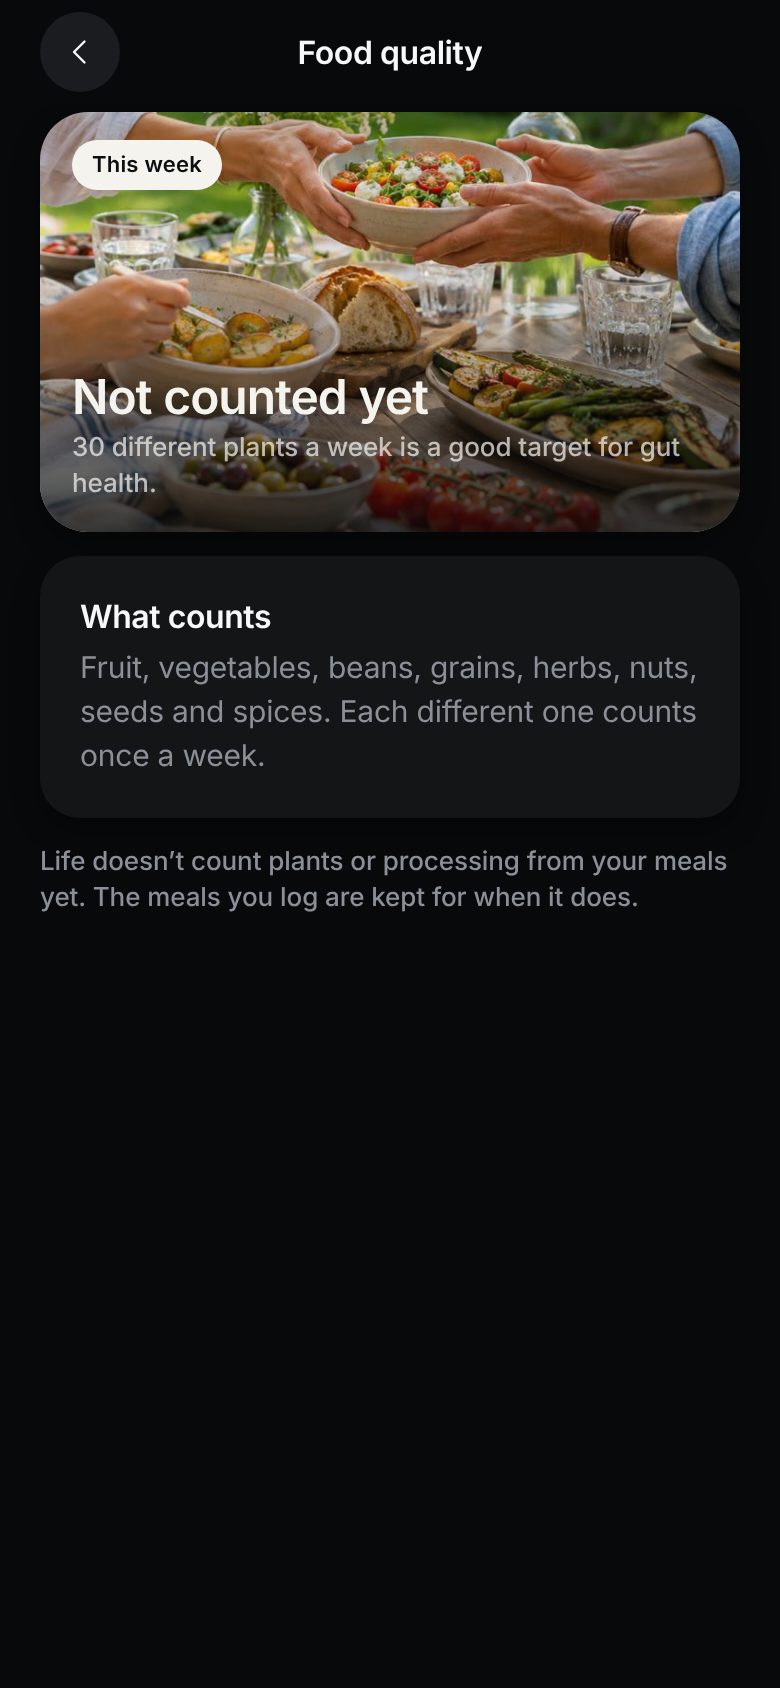 Food quality
This week
Not counted yet
30 different plants a week is a good target for gut
health.
What counts
Fruit, vegetables, beans, grains, herbs, nuts,
seeds and spices. Each different one counts
once a week.
Life doesn’t count plants or processing from your meals
yet. The meals you log are kept for when it does.